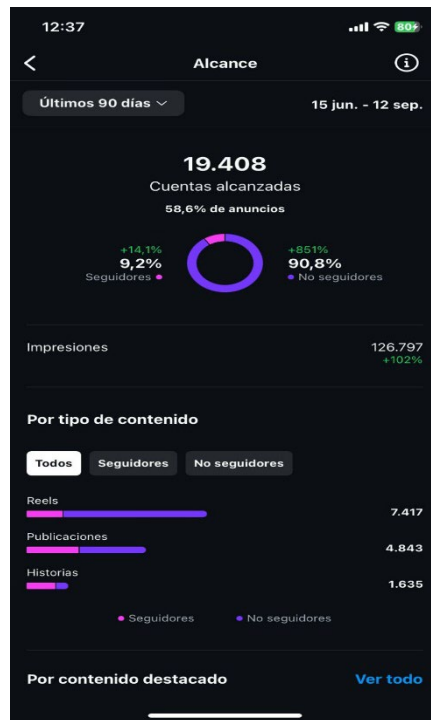 12:37
80
Alcance
Últimos 90 días
15 jun. - 12 sep.
19.408
Cuentas alcanzadas
58,6% de anuncios
+14,1%
9,2%
Seguidores
+851%
90,8%
No seguidores
Impresiones
126.797
+102%
Por tipo de contenido
Todos
Seguidores
No seguidores
Reels
7.417
Publicaciones
4.843
Historias
1.635
Seguidores
No seguidores
Por contenido destacado
Ver todo